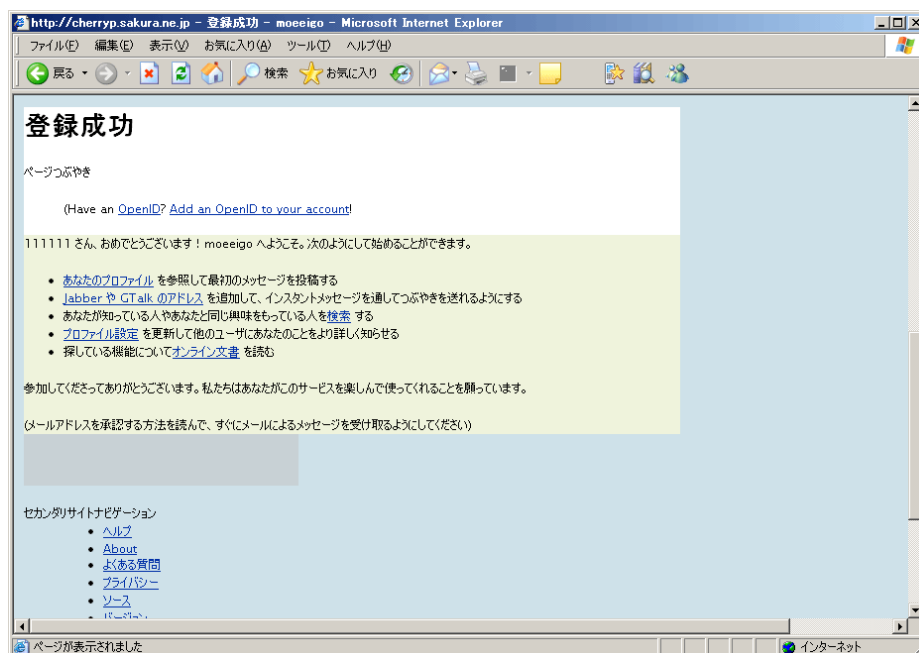 http://cherryp.sakura.ne.jp - 登録成功 - moeeigo - Microsoft Internet Explorer
ファイル(F) 編集(E) 表示(V) お気に入り(A) ツール(T) ヘルプ(H)
戻る 検索 お気に入り
登録成功
ページつぶやき
(Have an OpenID? Add an OpenID to your account!
111111 さん、おめでとうございます！moeeigo へようこそ。次のようにして始めることができます。
• あなたのプロファイル を参照して最初のメッセージを投稿する
• Jabber や GTalk のアドレス を追加して、インスタントメッセージを通してつぶやきを送れるようにする
• あなたが知っている人やあなたと同じ興味をもっている人を検索 する
• プロファイル設定 を更新して他のユーザにあなたのことをより詳しく知らせる
• 探している機能についてオンライン文書 を読む
参加してくださってありがとうございます。私たちはあなたがこのサービスを楽しんで使ってくれることを願っています。
(メールアドレスを承認する方法を読んで、すぐにメールによるメッセージを受け取るようにしてください)
セカンダリサイトナビゲーション
• ヘルプ
• About
• よくある質問
• プライバシー
• ソース
• バージョン
ページが表示されました インターネット